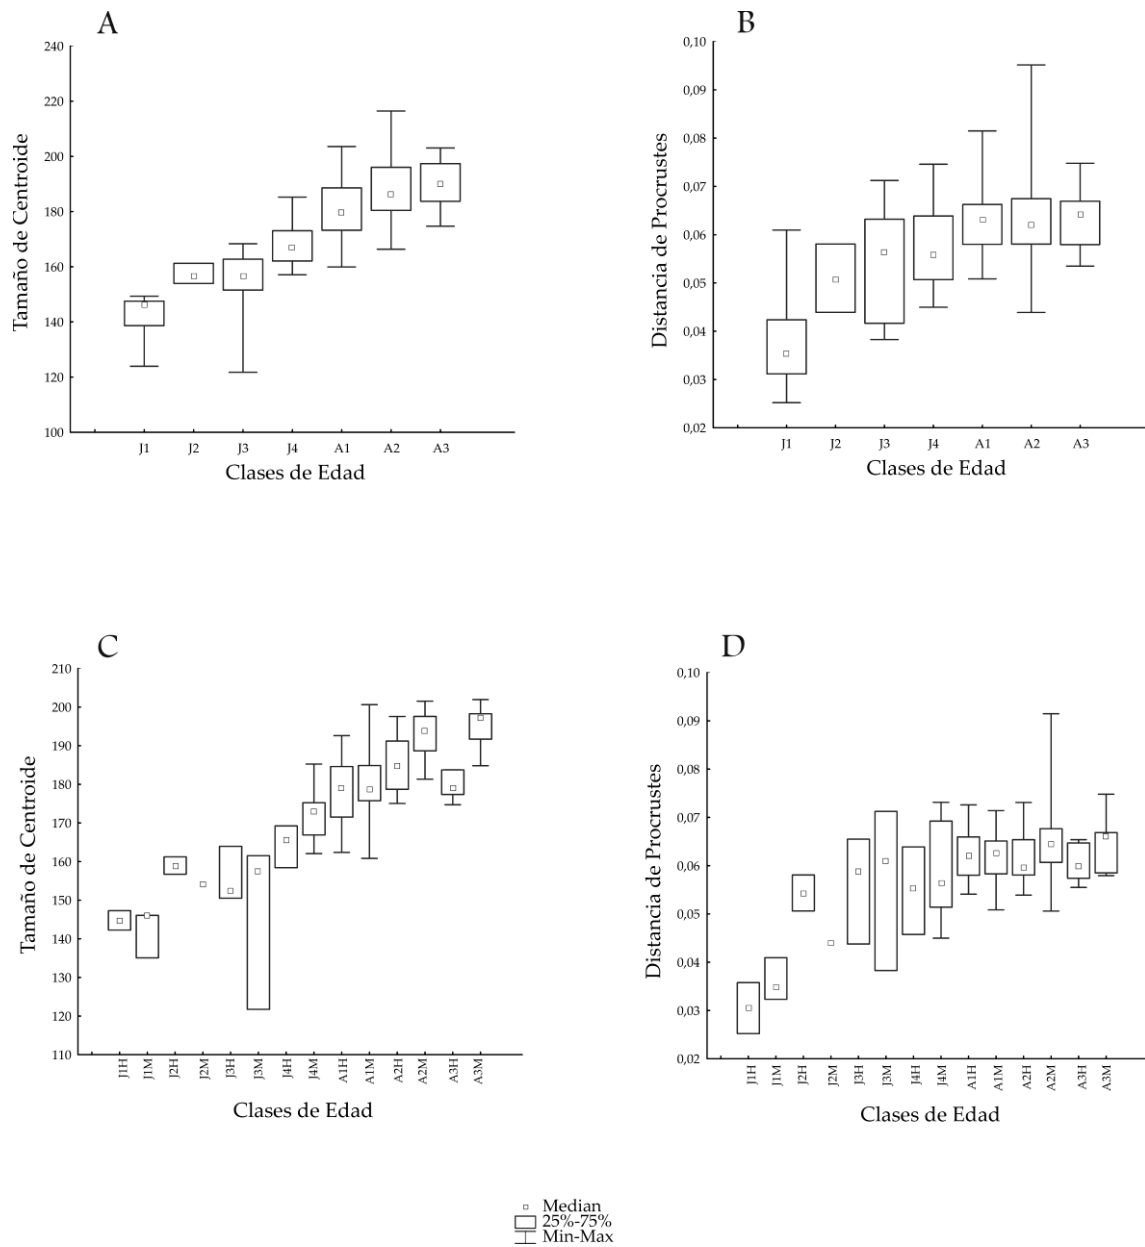 A
Tamaño de Centroide
240
220
200
180
160
140
120
100
J1 J2 J3 J4 A1 A2 A3
Clases de Edad
B
Distancia de Procrustes
0,10
0,09
0,08
0,07
0,06
0,05
0,04
0,03
0,02
J1 J2 J3 J4 A1 A2 A3
Clases de Edad
C
Tamaño de Centroide
210
200
190
180
170
160
150
140
130
120
110
J1H J1M J2H J2M J3H J3M J4H J4M A1H A1M A2H A2M A3H A3M
Clases de Edad
D
Distancia de Procrustes
0,10
0,09
0,08
0,07
0,06
0,05
0,04
0,03
0,02
J1H J1M J2H J2M J3H J3M J4H J4M A1H A1M A2H A2M A3H A3M
Clases de Edad
Median
25%-75%
Min-Max